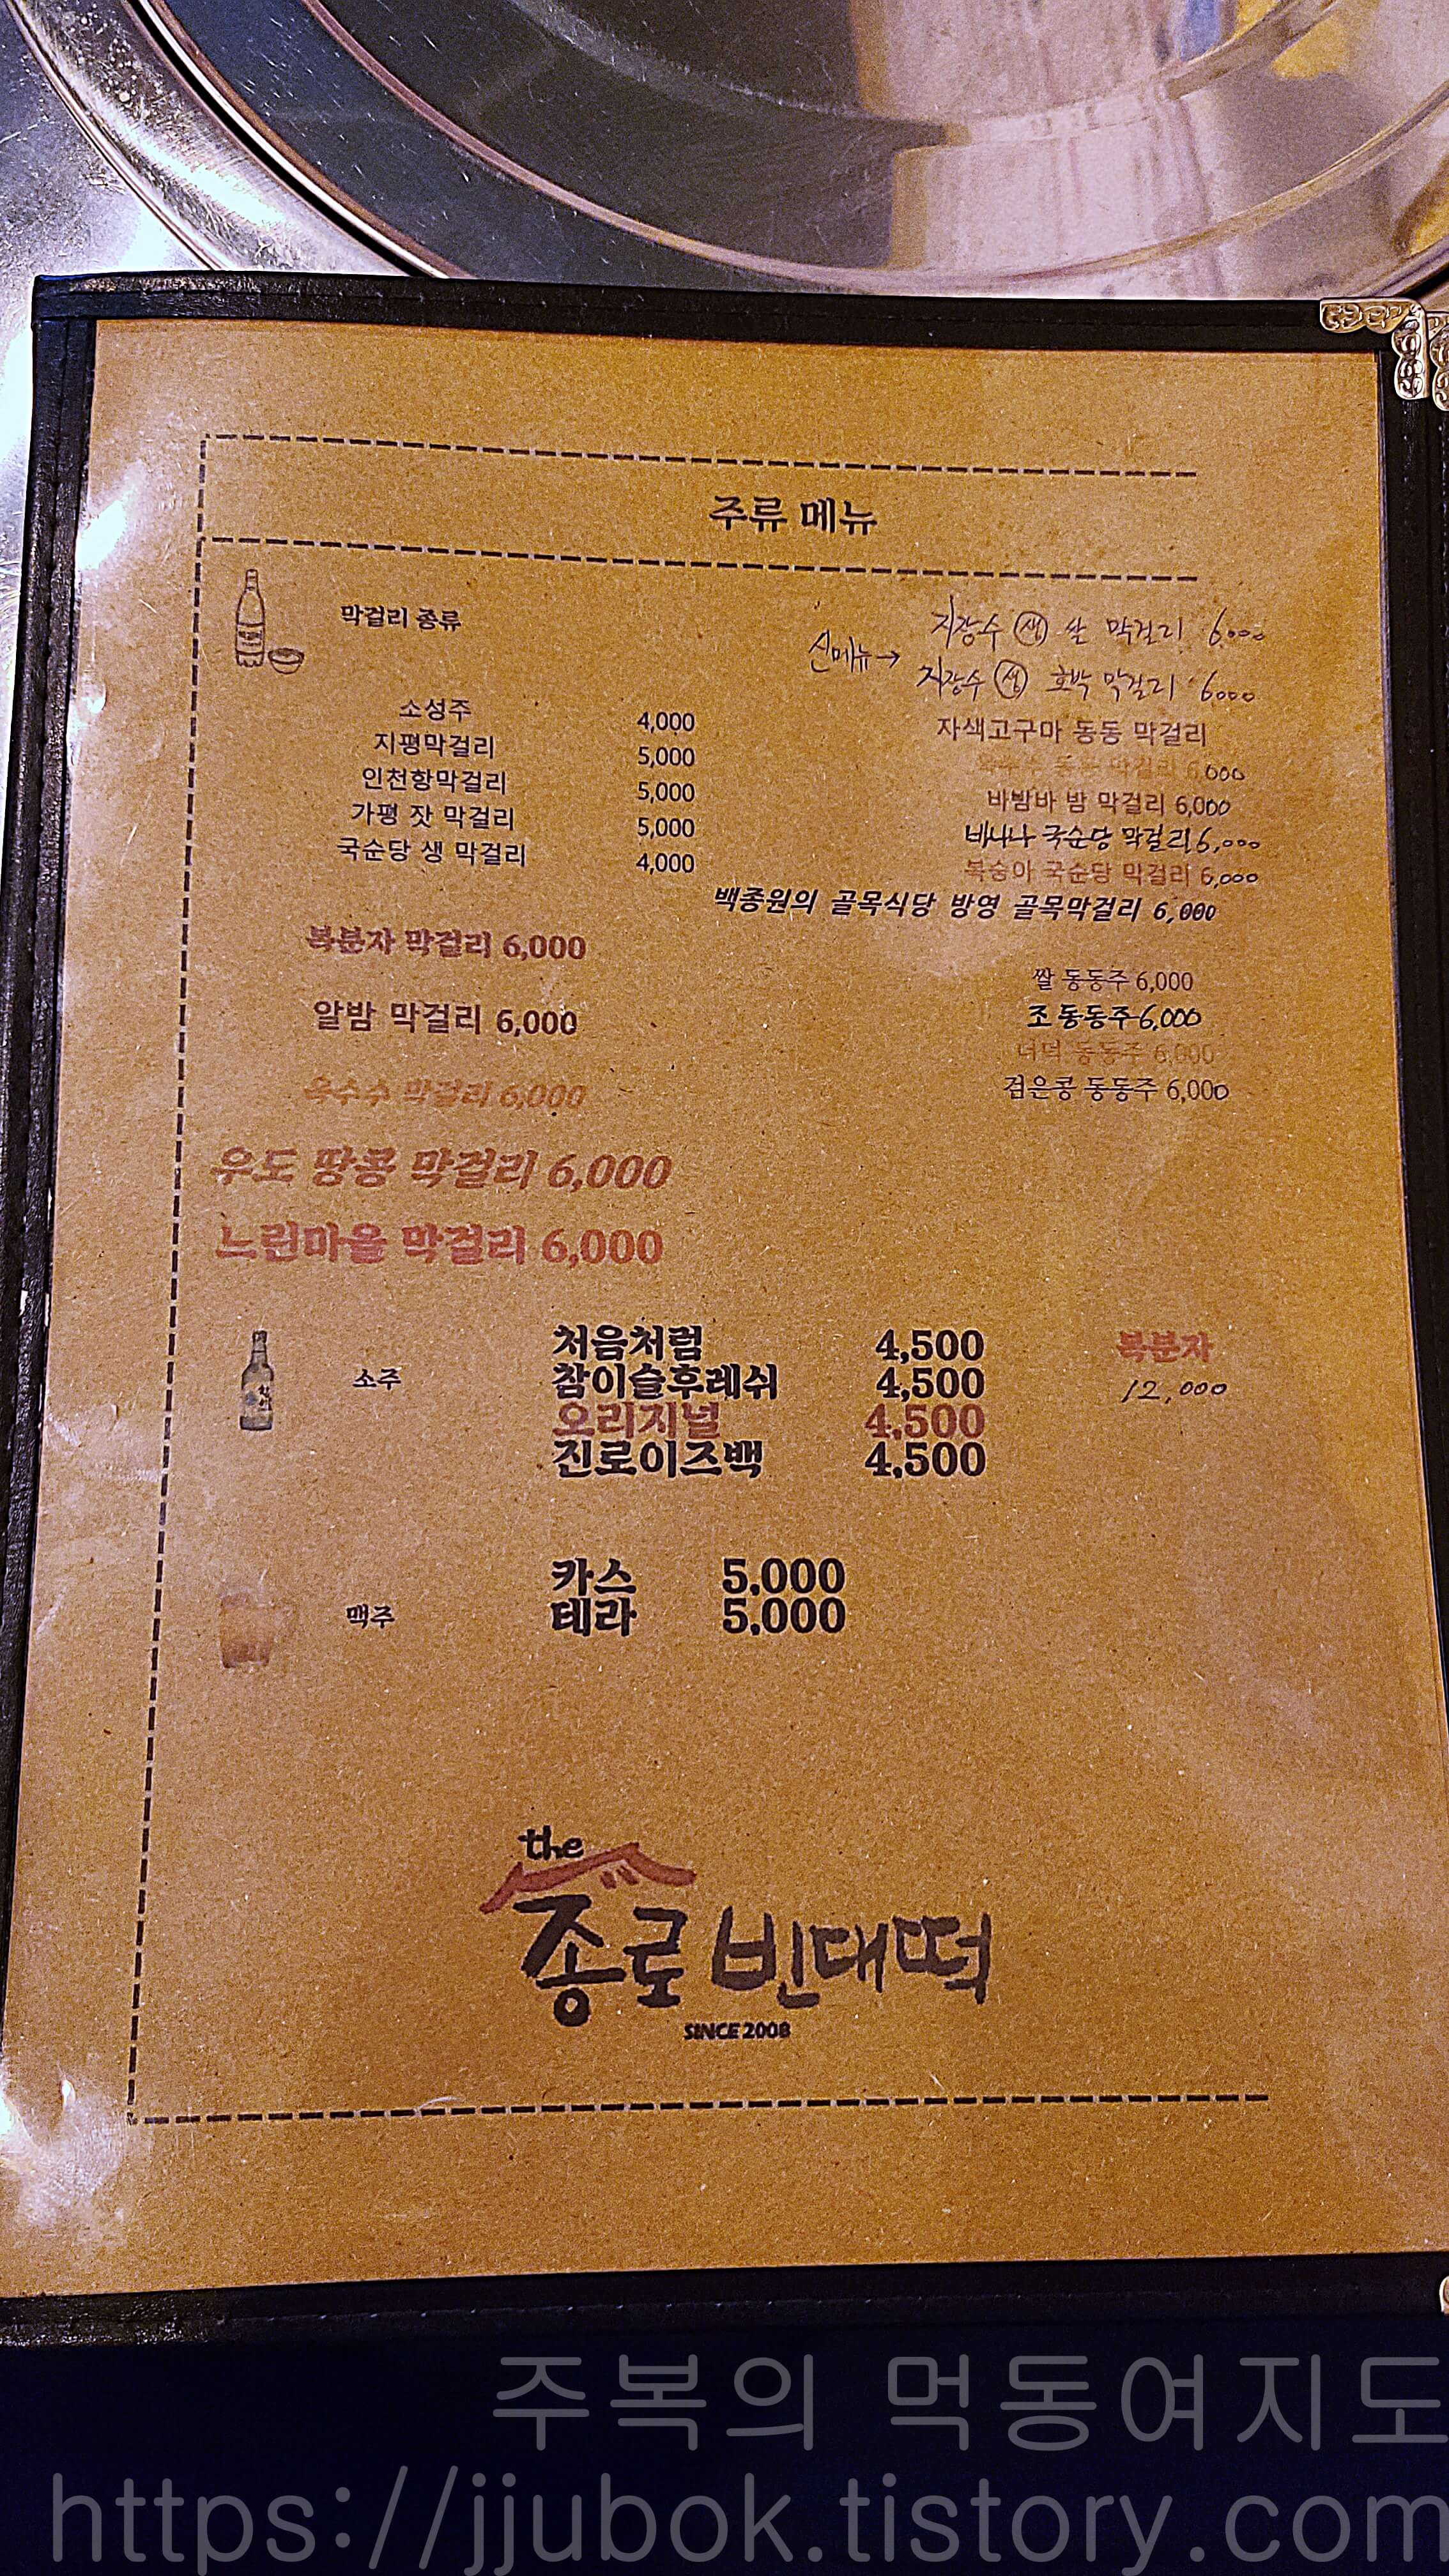 주류 메뉴
막걸리 종류
소성주 4,000
지평막걸리 5,000
인천항막걸리 5,000
가평 잣 막걸리 5,000
국순당 생 막걸리 4,000
복분자 막걸리 6,000
알밤 막걸리 6,000
옥수수 막걸리 6,000
우도 땅콩 막걸리 6,000
느린마을 막걸리 6,000
신메뉴→
지장수 생 쌀 막걸리 6000
지장수 생 호박 막걸리 6000
자색고구마 동동 막걸리
막걸리 6,000
바밤바 밤 막걸리 6,000
바나나 국순당 막걸리 6,000
복숭아 국순당 막걸리 6,000
백종원의 골목식당 방영 골목막걸리 6,000
쌀 동동주 6,000
조 동동주 6,000
더덕 동동주 6,000
검은콩 동동주 6,000
소주
처음처럼 4,500
참이슬후레쉬 4,500
오리지널 4,500
진로이즈백 4,500
복분자
12,000
맥주
카스 5.000
테라 5.000
the
종로 빈대떡
SINCE 2008
주복의 먹동여지도
https://jjubok.tistory.com